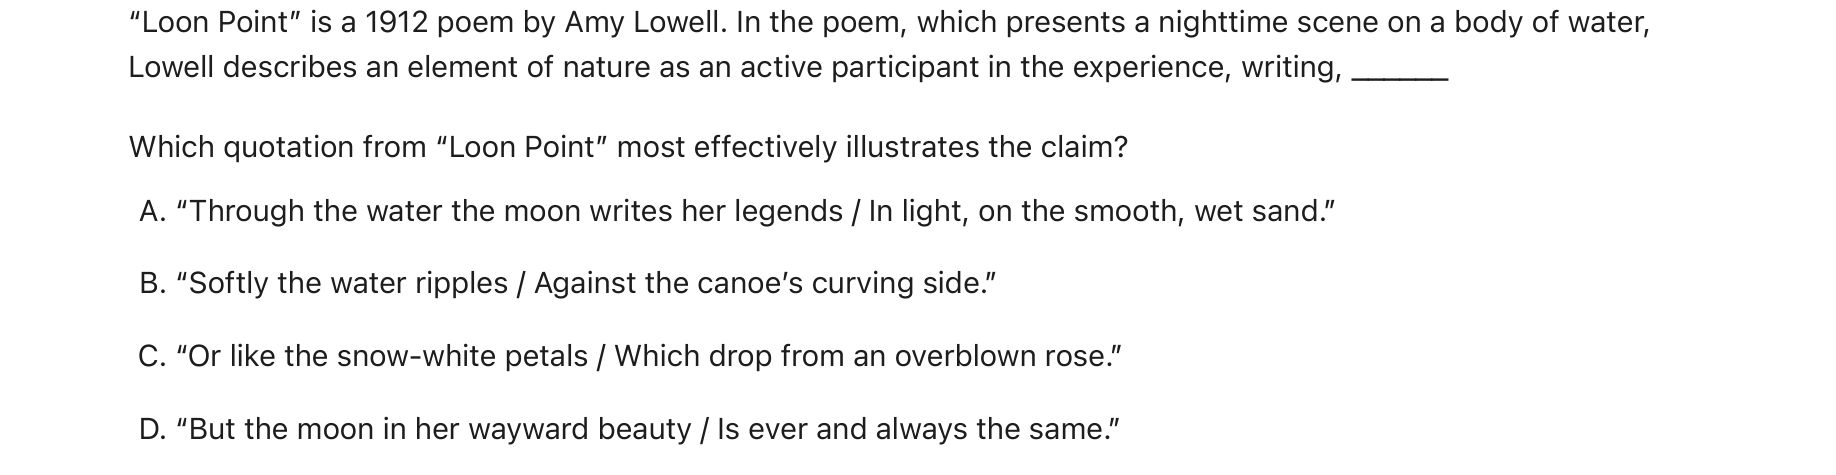 “Loon Point” is a 1912 poem by Amy Lowell. In the poem, which presents a nighttime scene on a body of water,
Lowell describes an element of nature as an active participant in the experience, writing, ______
Which quotation from “Loon Point” most effectively illustrates the claim?
A. “Through the water the moon writes her legends / In light, on the smooth, wet sand.”
B. “Softly the water ripples / Against the canoe’s curving side.”
C. “Or like the snow-white petals / Which drop from an overblown rose.”
D. “But the moon in her wayward beauty / Is ever and always the same.”